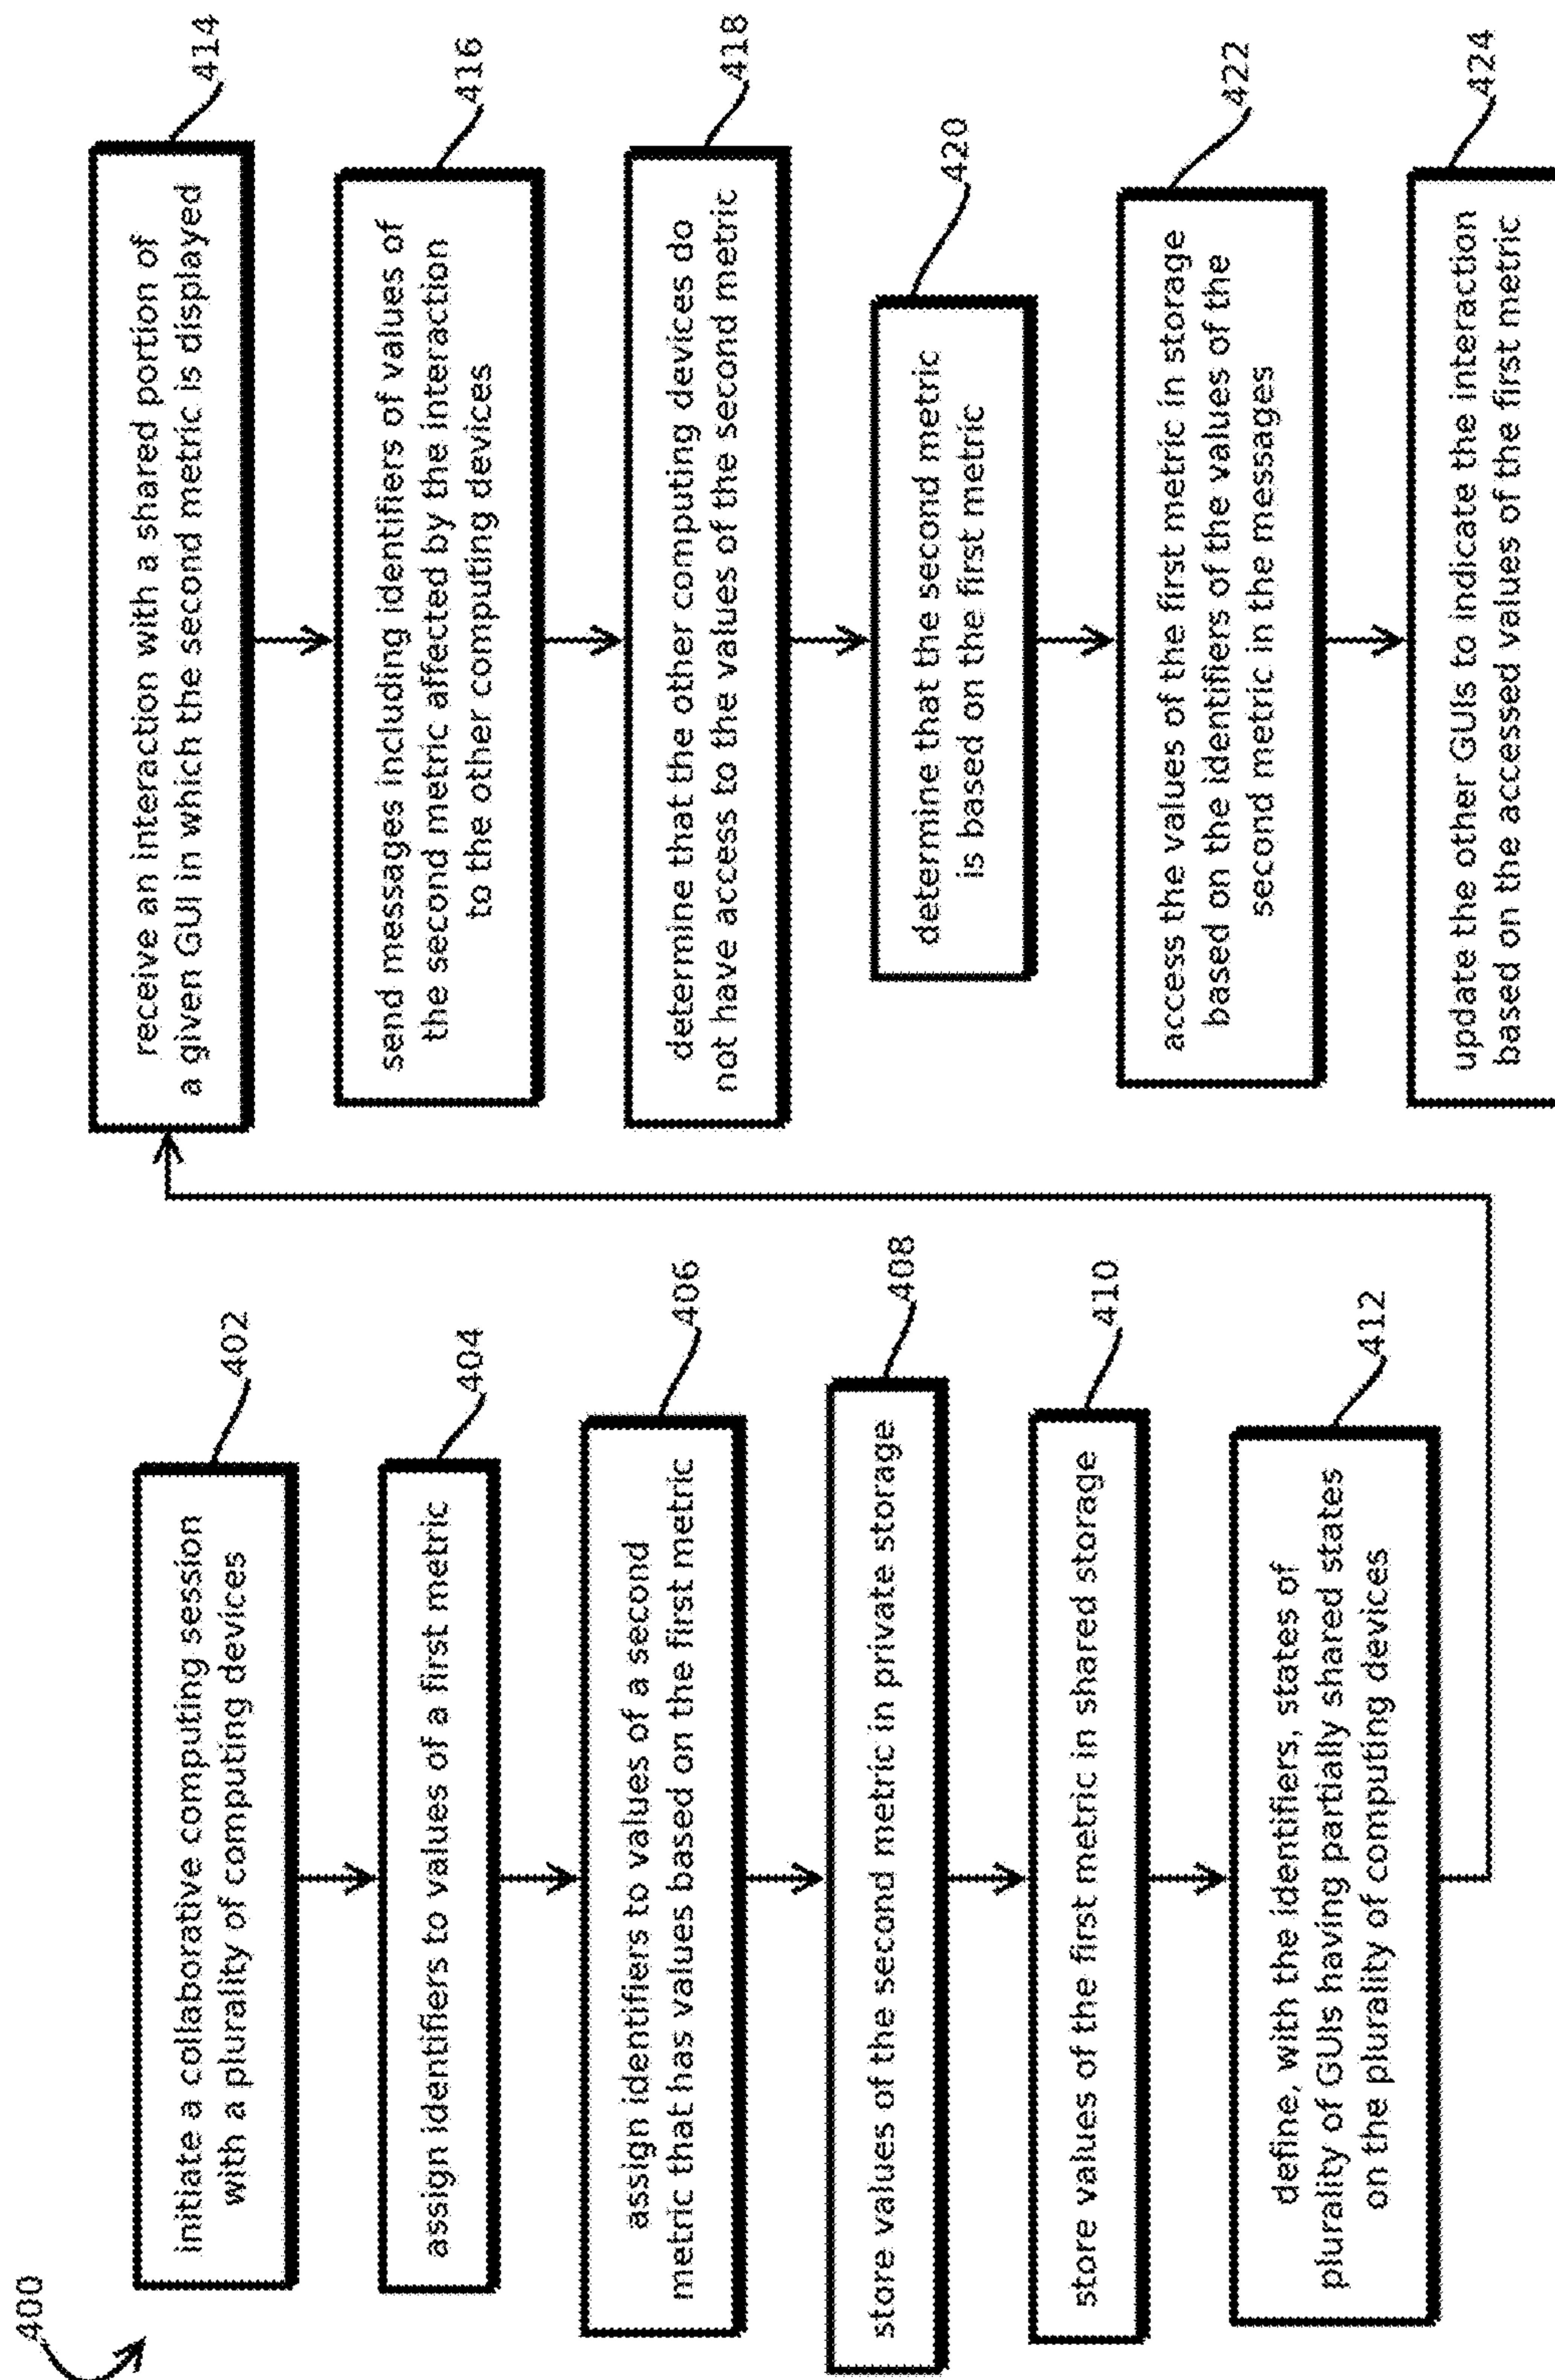 400
initiate a collaborative computing session
with a plurality of computing devices
402
assign identifiers to values of a first metric
404
assign identifiers to values of a second
metric that has values based on the first metric
406
store values of the second metric in private storage
408
store values of the first metric in shared storage
410
define, with the identifiers, states of
plurality of GUIs having partially shared states
on the plurality of computing devices
412
receive an interaction with a shared portion of
a given GUI in which the second metric is displayed
414
send messages including identifiers of values of
the second metric affected by the interaction
to the other computing devices
416
determine that the other computing devices do
not have access to the values of the second metric
418
determine that the second metric
is based on the first metric
420
access the values of the first metric in storage
based on the identifiers of the values of the
second metric in the messages
422
update the other GUIs to indicate the interaction
based on the accessed values of the first metric
424